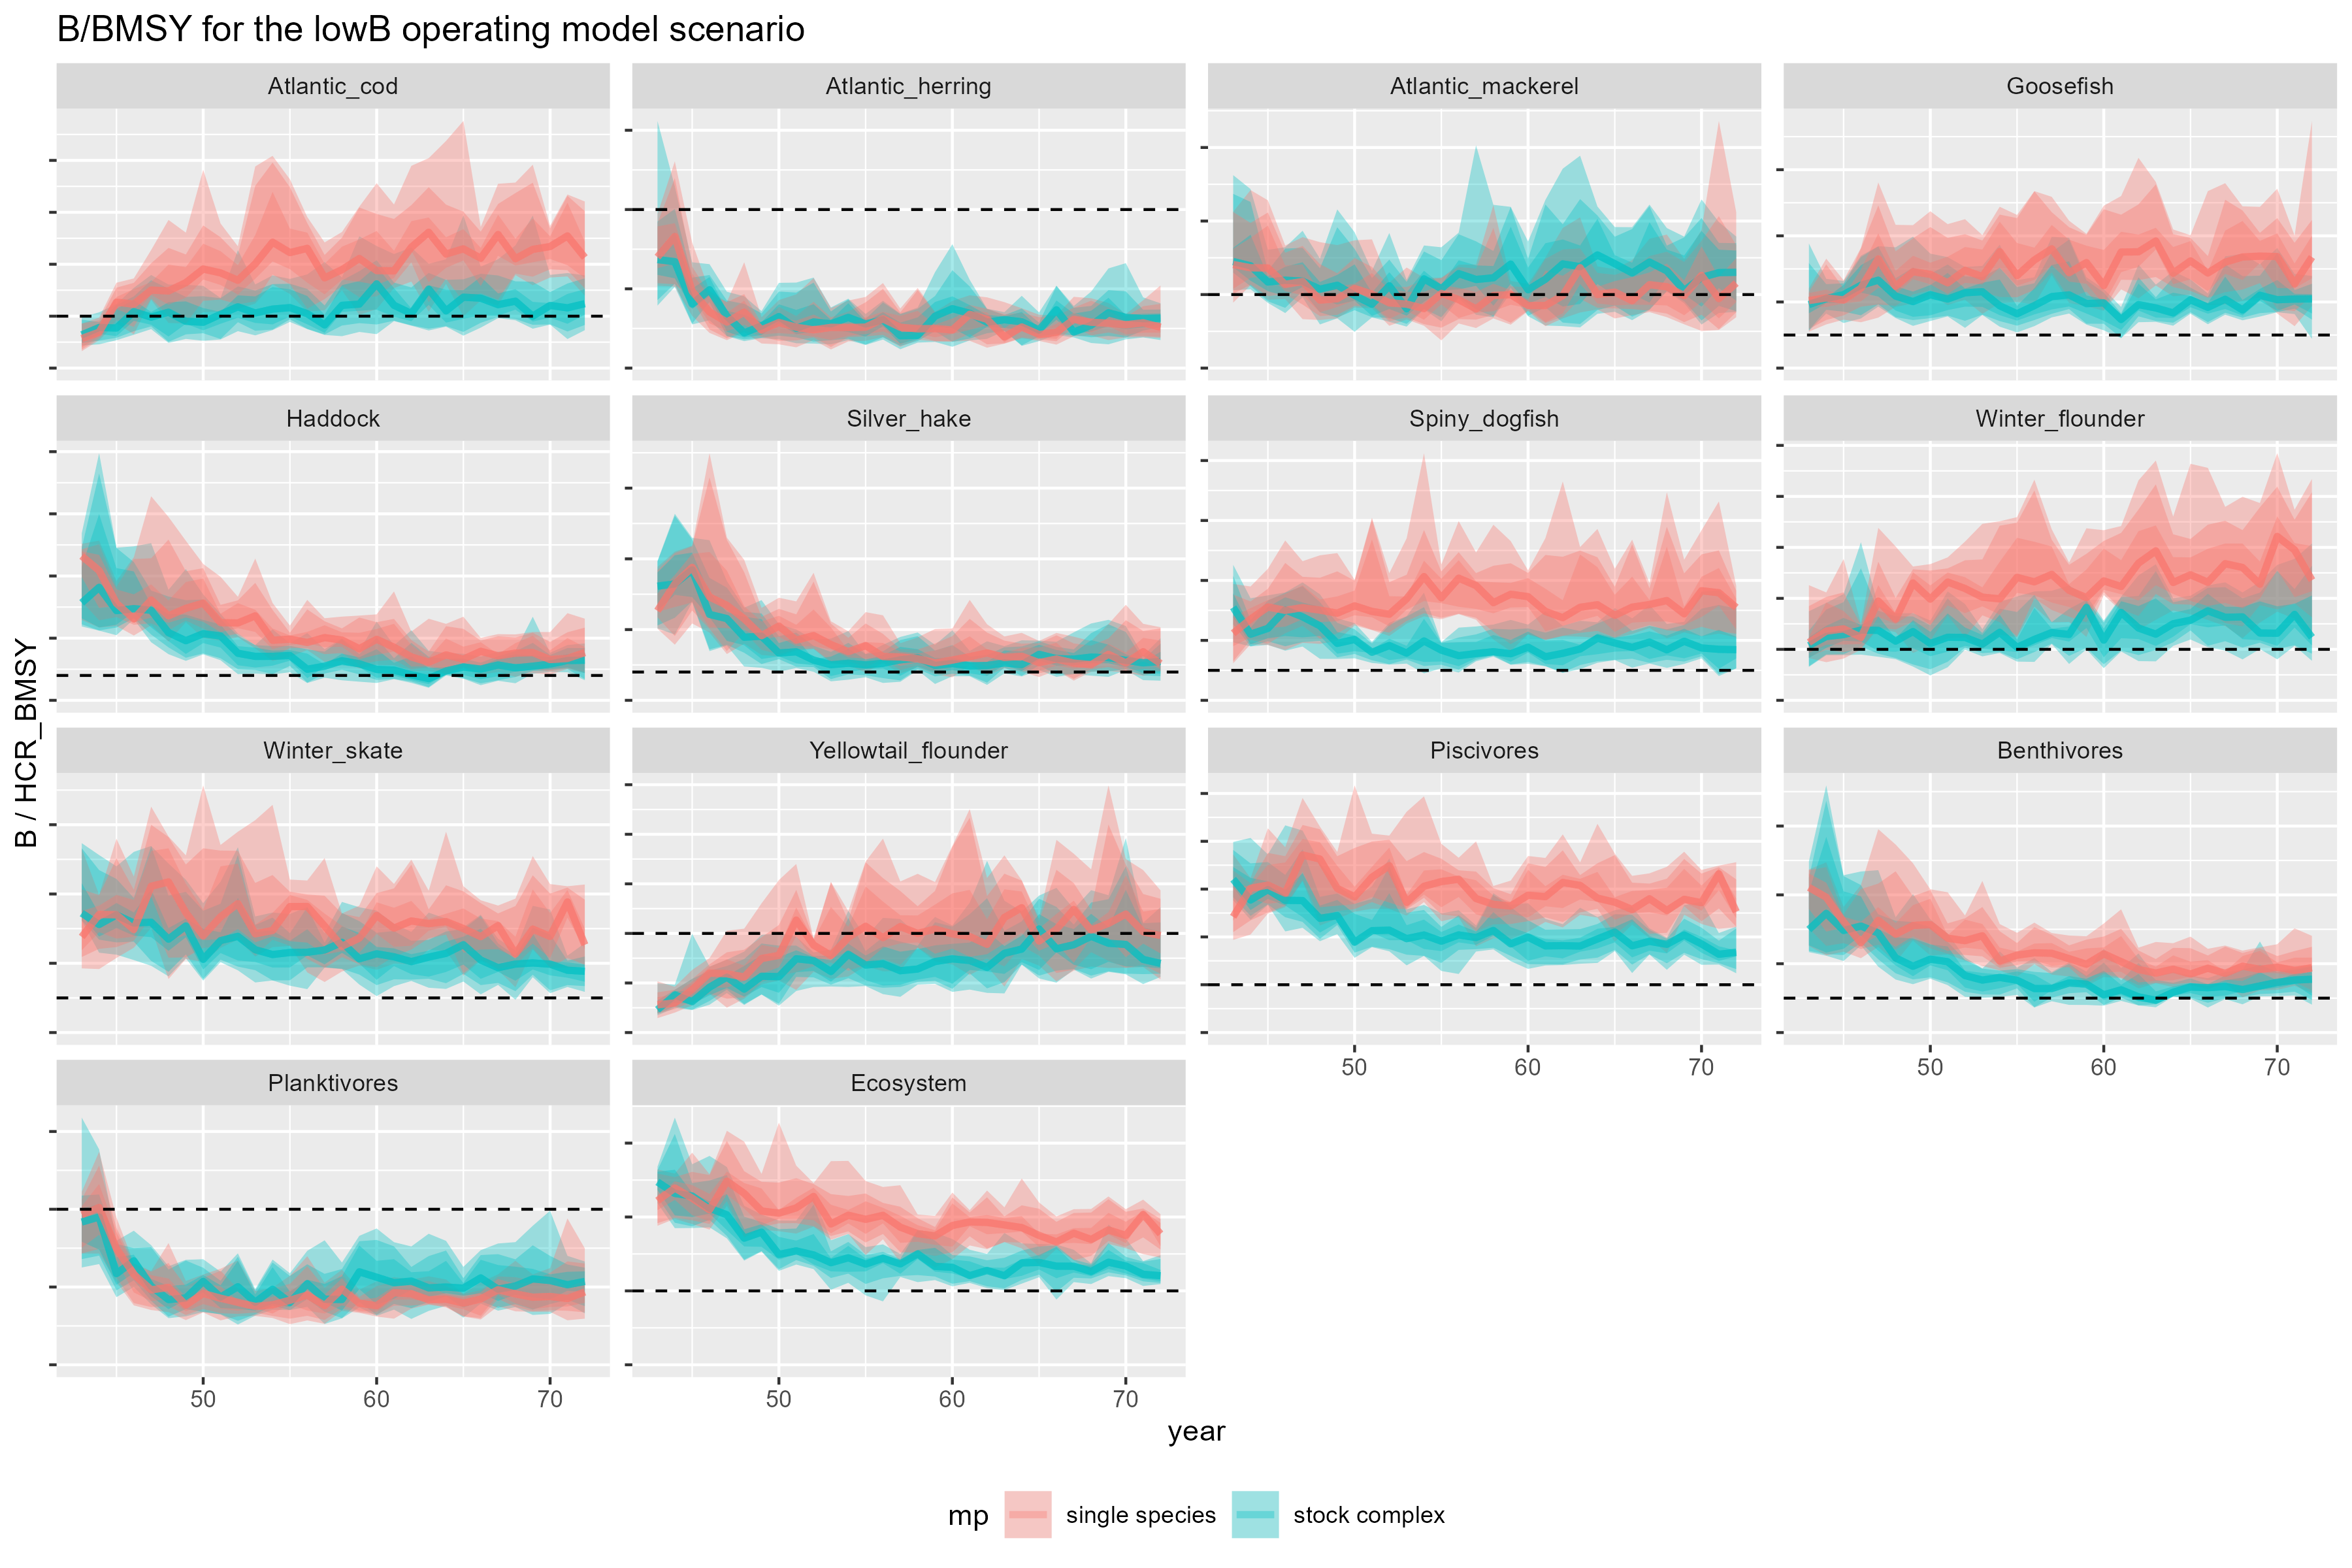 B/BMSY for the lowB operating model scenario
Atlantic_cod
Atlantic_herring
Atlantic_mackerel
Goosefish
Haddock
Silver_hake
Spiny_dogfish
Winter_flounder
B / HCR_BMSY
Winter_skate
Yellowtail_flounder
Piscivores
Benthivores
50 60 70
50 60 70
Planktivores
Ecosystem
50 60 70
50 60 70
year
mp single species stock complex